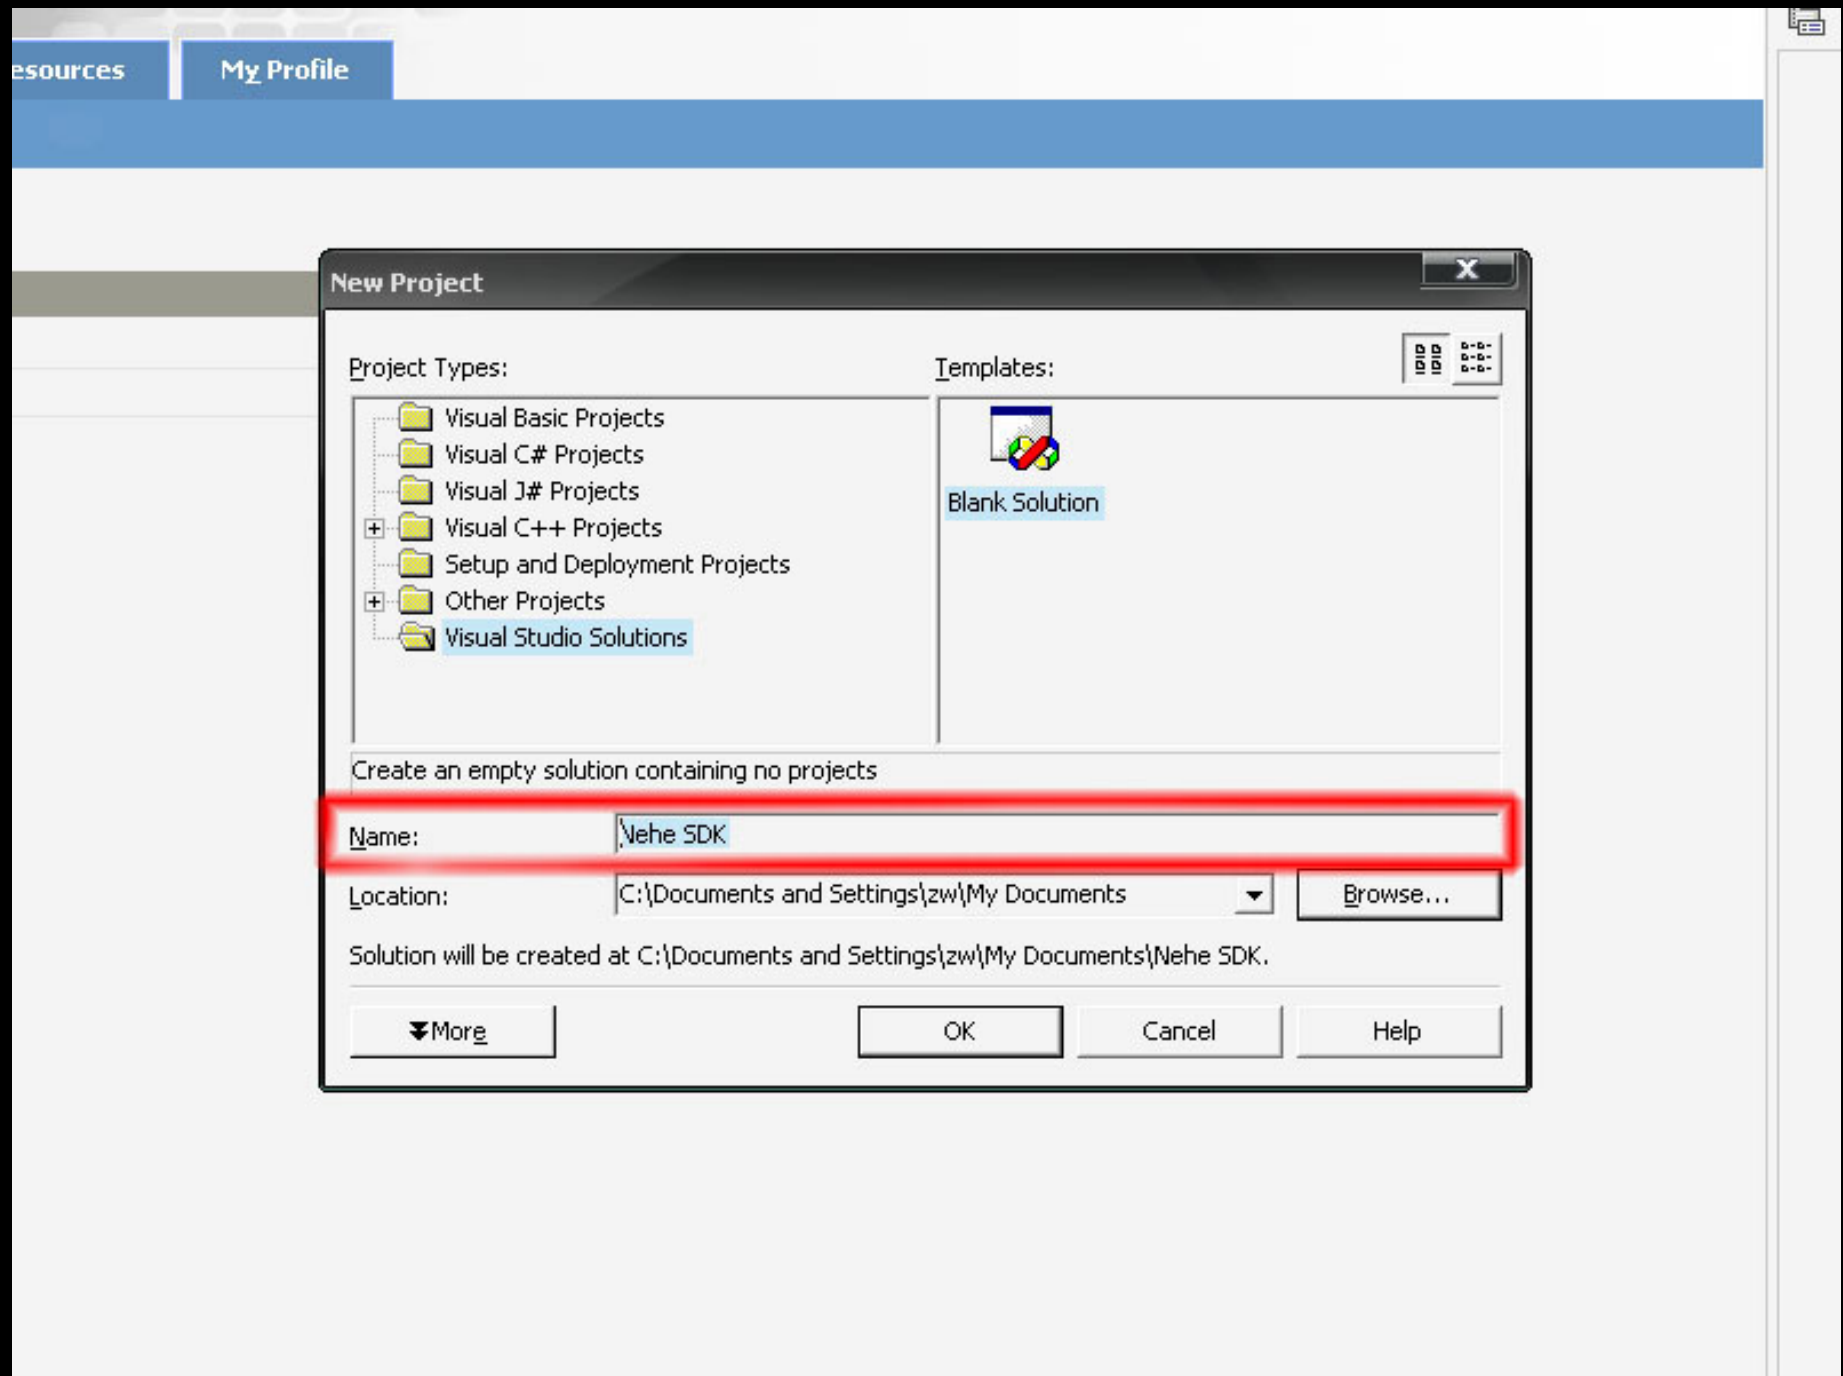 esources
My Profile
New Project
Project Types:
Templates:
Visual Basic Projects
Visual C# Projects
Visual J# Projects
Visual C++ Projects
Setup and Deployment Projects
Other Projects
Visual Studio Solutions
Blank Solution
Create an empty solution containing no projects
Name: Nehe SDK
Location: C:\Documents and Settings\zw\My Documents Browse...
Solution will be created at C:\Documents and Settings\zw\My Documents\Nehe SDK.
More OK Cancel Help